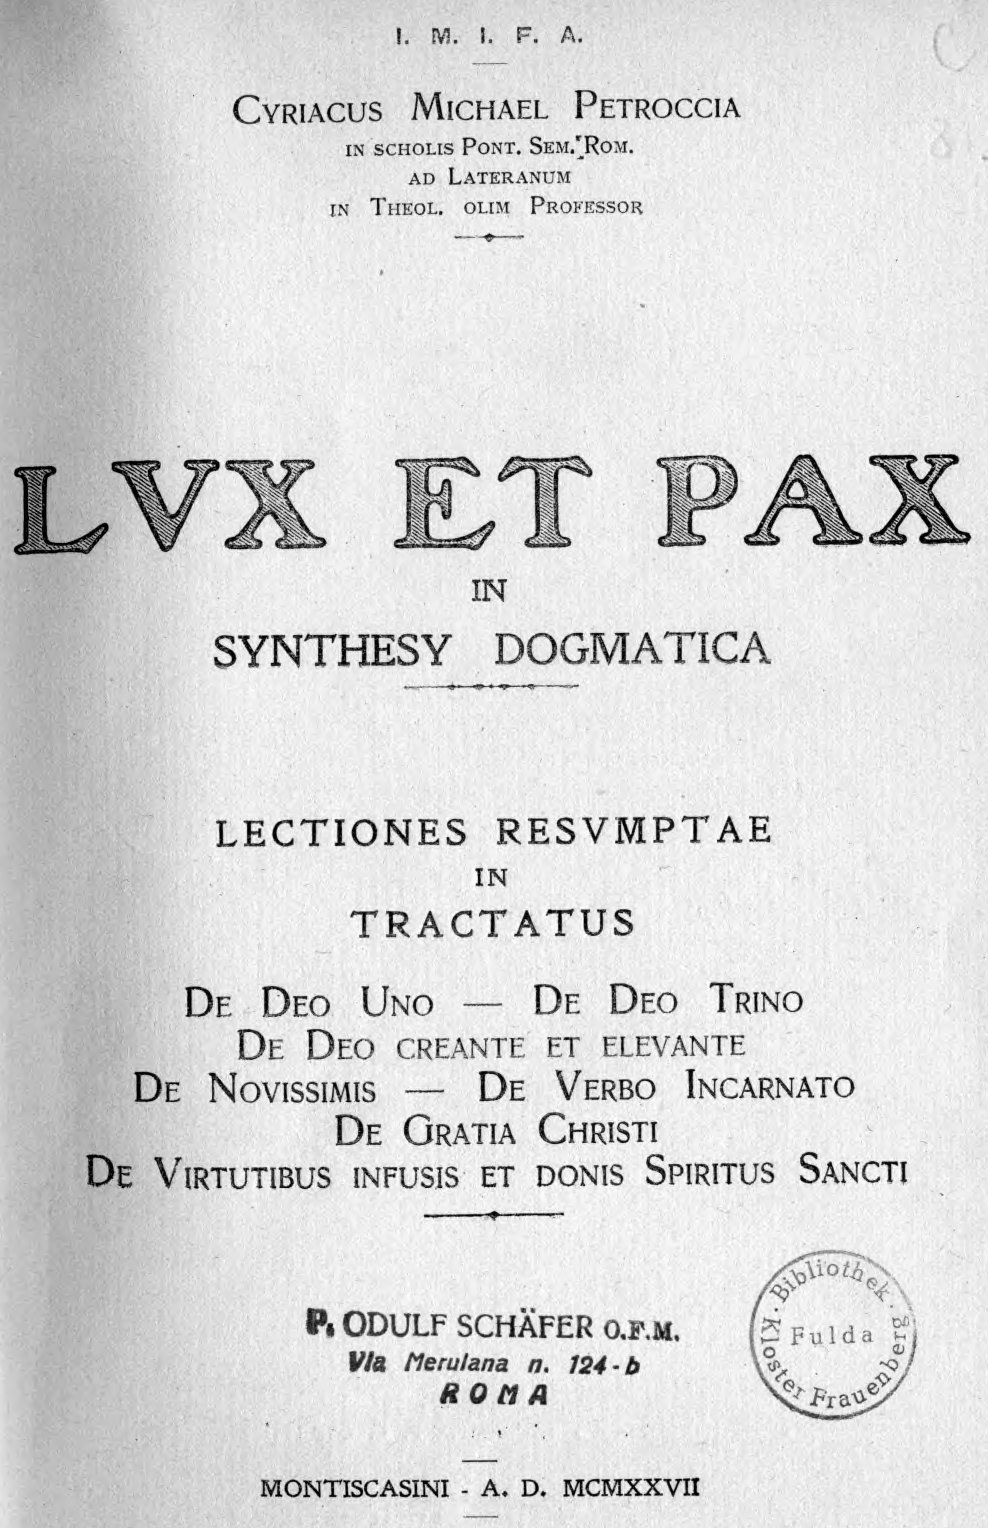 I. M. I. F. A.
CYRIACUS MICHAEL PETROCCIA
IN SCHOLIS PONT. SEM. ROM.
AD LATERANUM
IN THEOL. OLIM PROFESSOR
LVX ET PAX
IN
SYNTHESY DOGMATICA
LECTIONES RESVMPTAE
IN
TRACTATUS
DE DEO UNO — DE DEO TRINO
DE DEO CREANTE ET ELEVANTE
DE NOVISSIMIS — DE VERBO INCARNATO
DE GRATIA CHRISTI
DE VIRTUTIBUS INFUSIS ET DONIS SPIRITUS SANCTI
P. ODULF SCHÄFER O.F.M.
Via Merulana n. 124-b
ROMA
Bibliothek · Kloster Frauenberg ·
Fulda
MONTISCASINI - A. D. MCMXXVII